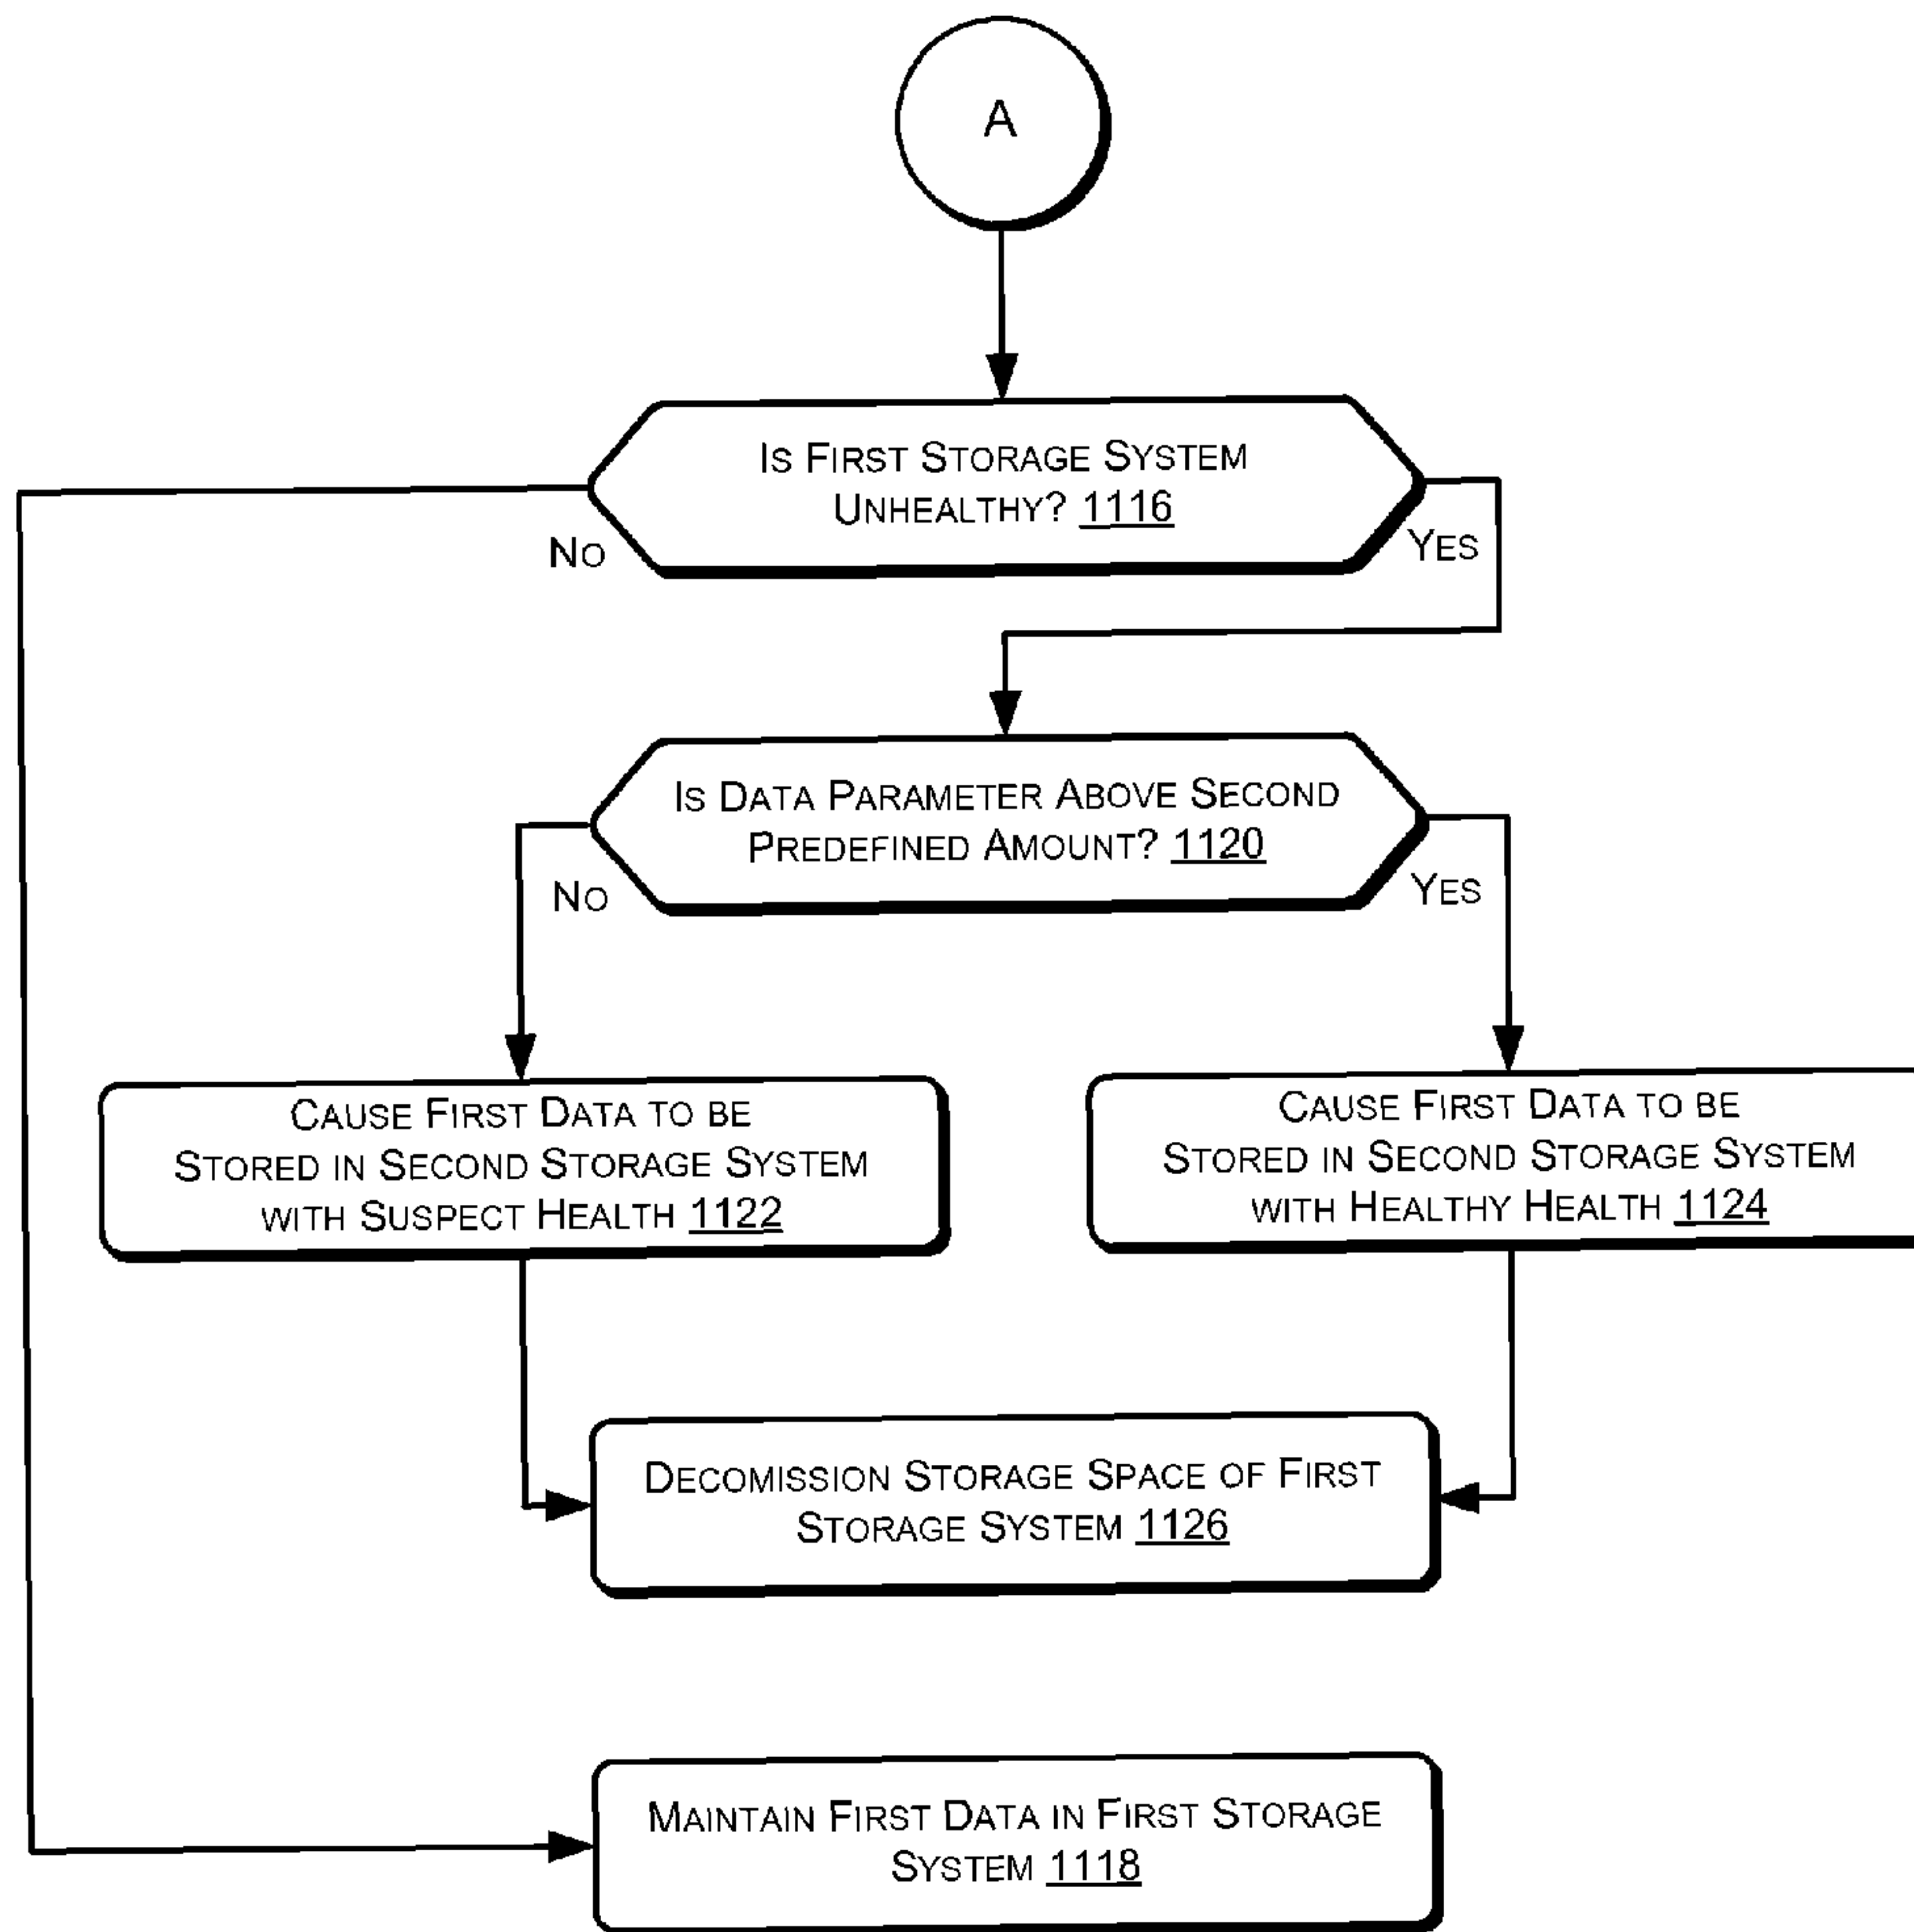 A
Is First Storage System
Unhealthy? 1116
No
Yes
Is Data Parameter Above Second
Predefined Amount? 1120
No
Yes
Cause First Data to be
Stored in Second Storage System
with Suspect Health 1122
Cause First Data to be
Stored in Second Storage System
with Healthy Health 1124
Decomission Storage Space of First
Storage System 1126
Maintain First Data in First Storage
System 1118